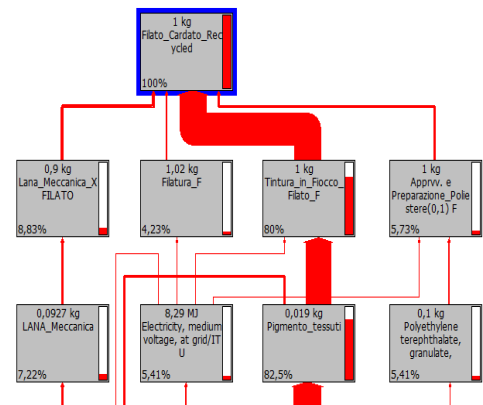 1 kg
Filato_Cardato_Rec
ycled
100%
0,9 kg
Lana_Meccanica_X
FILATO
8,83%
1,02 kg
Filatura_F
4,23%
1 kg
Tintura_in_Fiocco_
Filato_F
80%
1 kg
Apprvv. e
Preparazione_Polie
stere(0,1) F
5,73%
0,0927 kg
LANA_Meccanica
7,22%
8,29 MJ
Electricity, medium
voltage, at grid/IT
U
5,41%
0,019 kg
Pigmento_tessuti
82,5%
0,1 kg
Polyethylene
terephthalate,
granulate,
5,41%